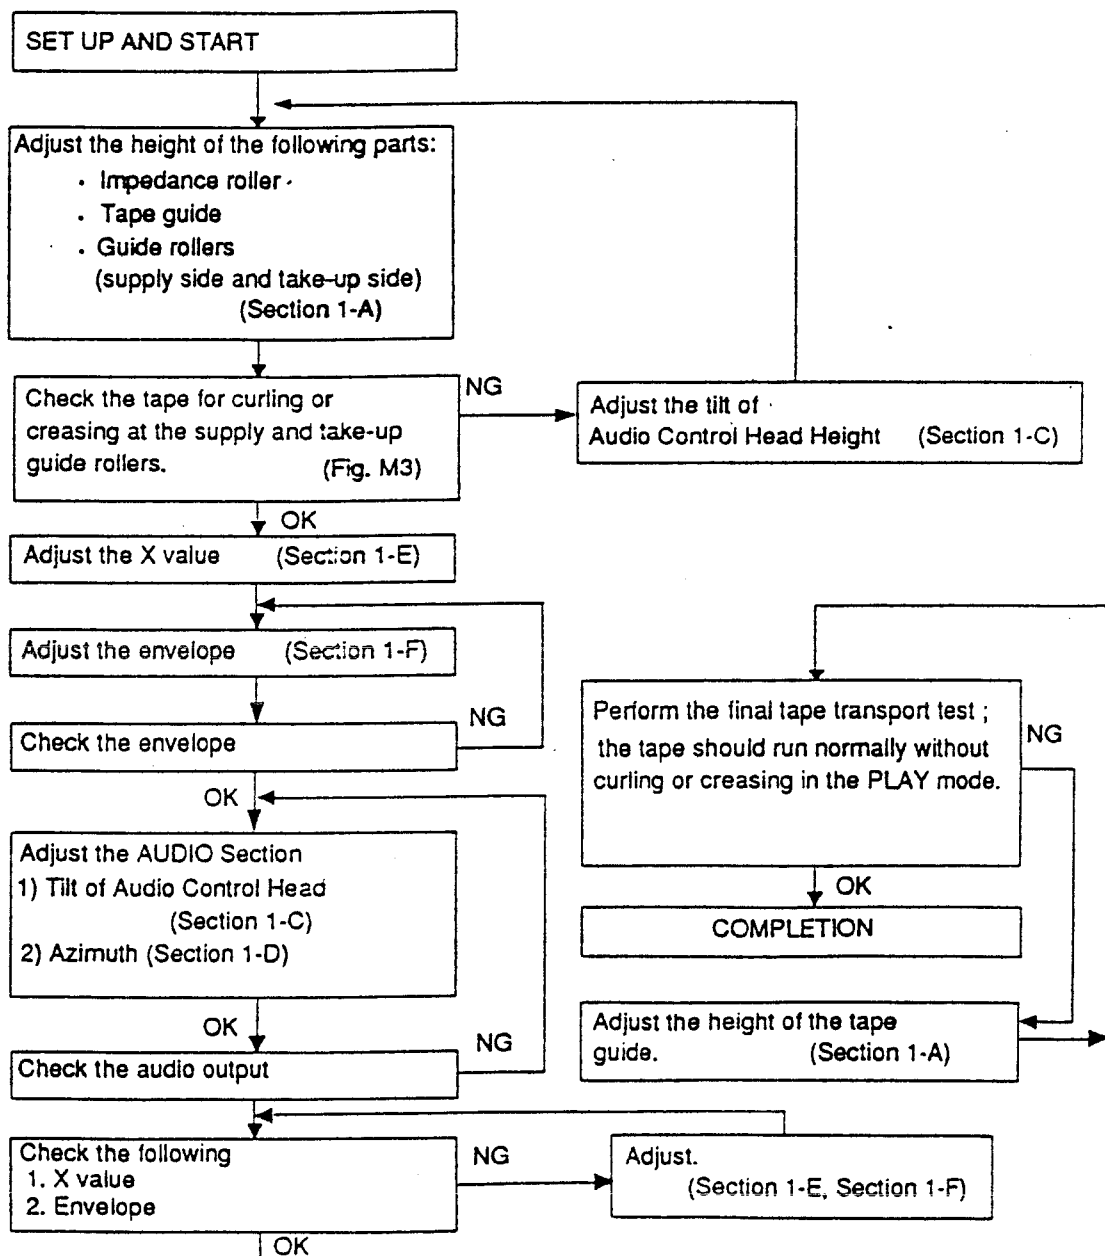 SET UP AND START
Adjust the height of the following parts:
. Impedance roller
. Tape guide
. Guide rollers
(supply side and take-up side)
(Section 1-A)
Check the tape for curling or
creasing at the supply and take-up
guide rollers. (Fig. M3)
NG
Adjust the tilt of
Audio Control Head Height (Section 1-C)
OK
Adjust the X value (Section 1-E)
Adjust the envelope (Section 1-F)
Check the envelope
NG
OK
Adjust the AUDIO Section
1) Tilt of Audio Control Head
(Section 1-C)
2) Azimuth (Section 1-D)
OK
Check the audio output
NG
Check the following
1. X value
2. Envelope
NG
Adjust.
(Section 1-E, Section 1-F)
OK
Perform the final tape transport test ;
the tape should run normally without
curling or creasing in the PLAY mode.
NG
OK
COMPLETION
Adjust the height of the tape
guide. (Section 1-A)